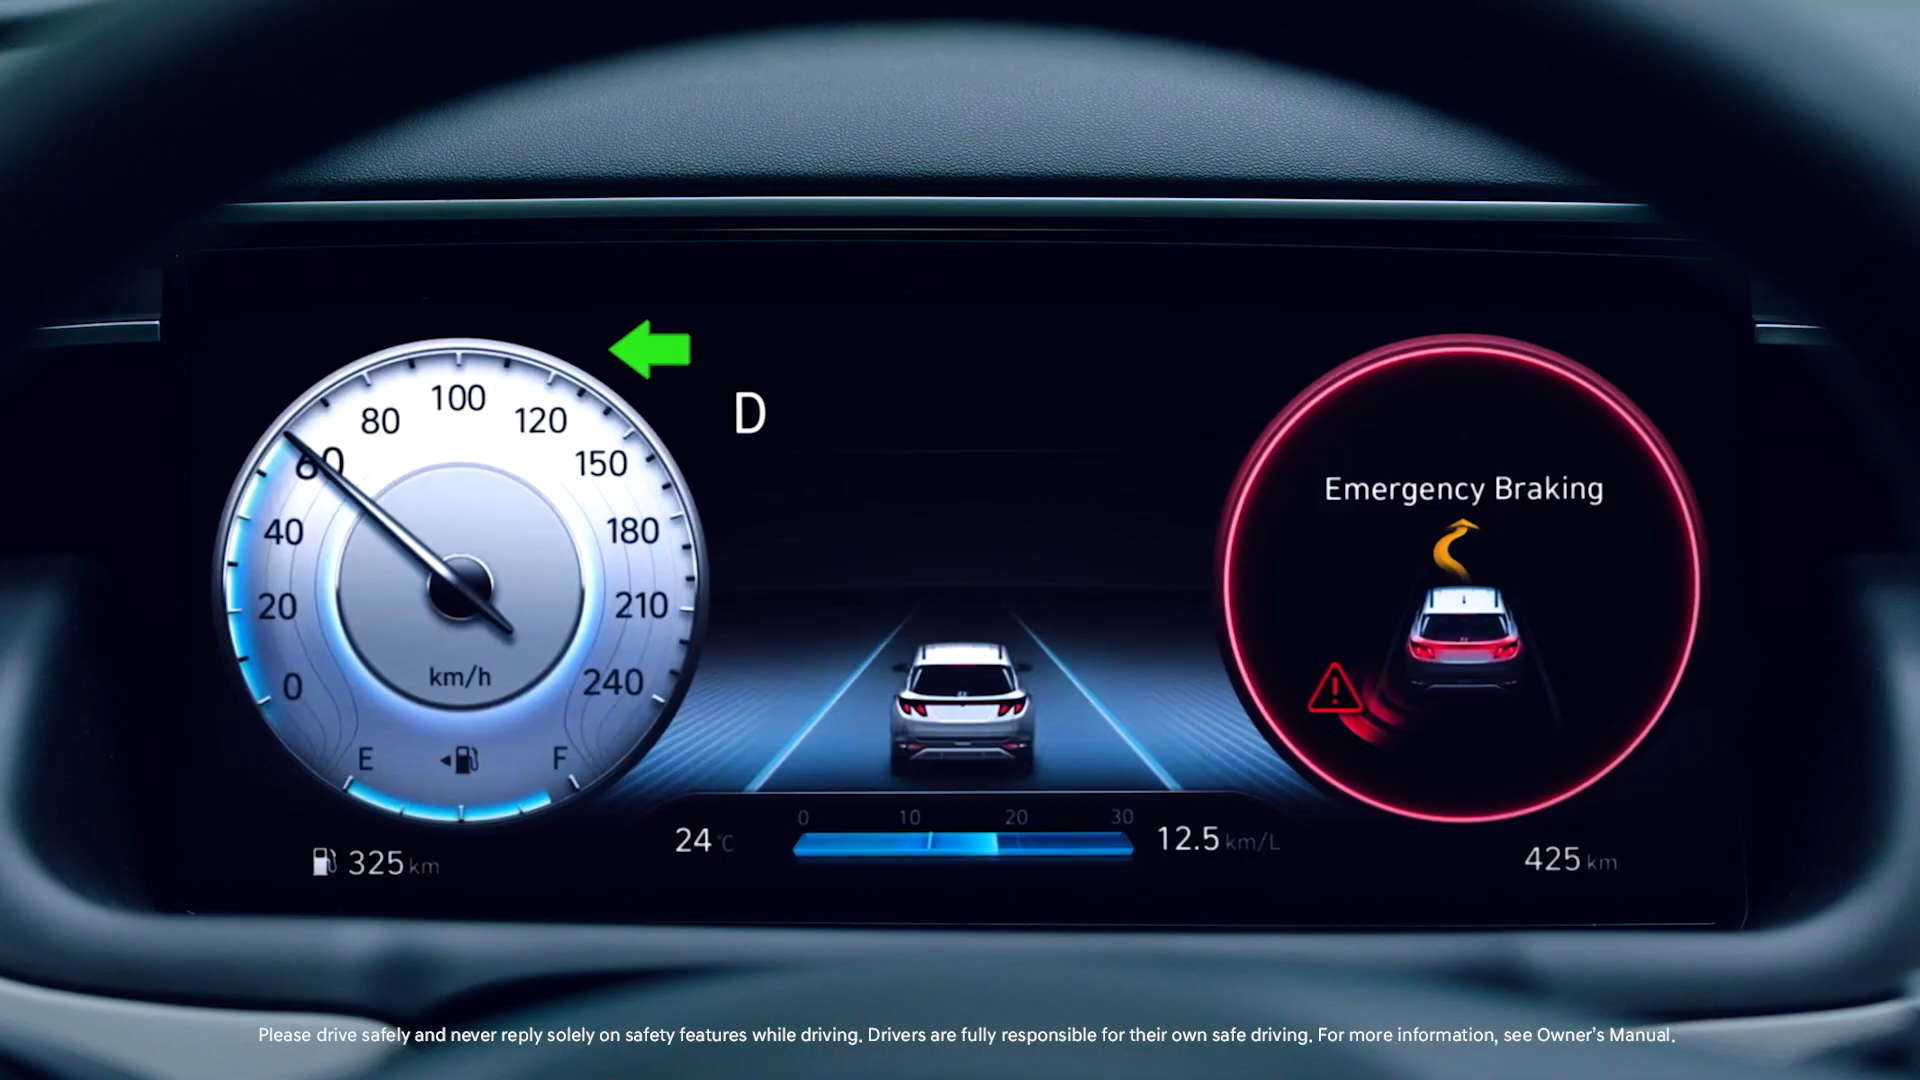 D
100
80
120
60
150
40
180
20
210
0
240
km/h
E
F
Emergency Braking
0 10 20 30
24 °C
12.5 km/L
325 km
425 km
Please drive safely and never reply solely on safety features while driving. Drivers are fully responsible for their own safe driving. For more information, see Owner's Manual.